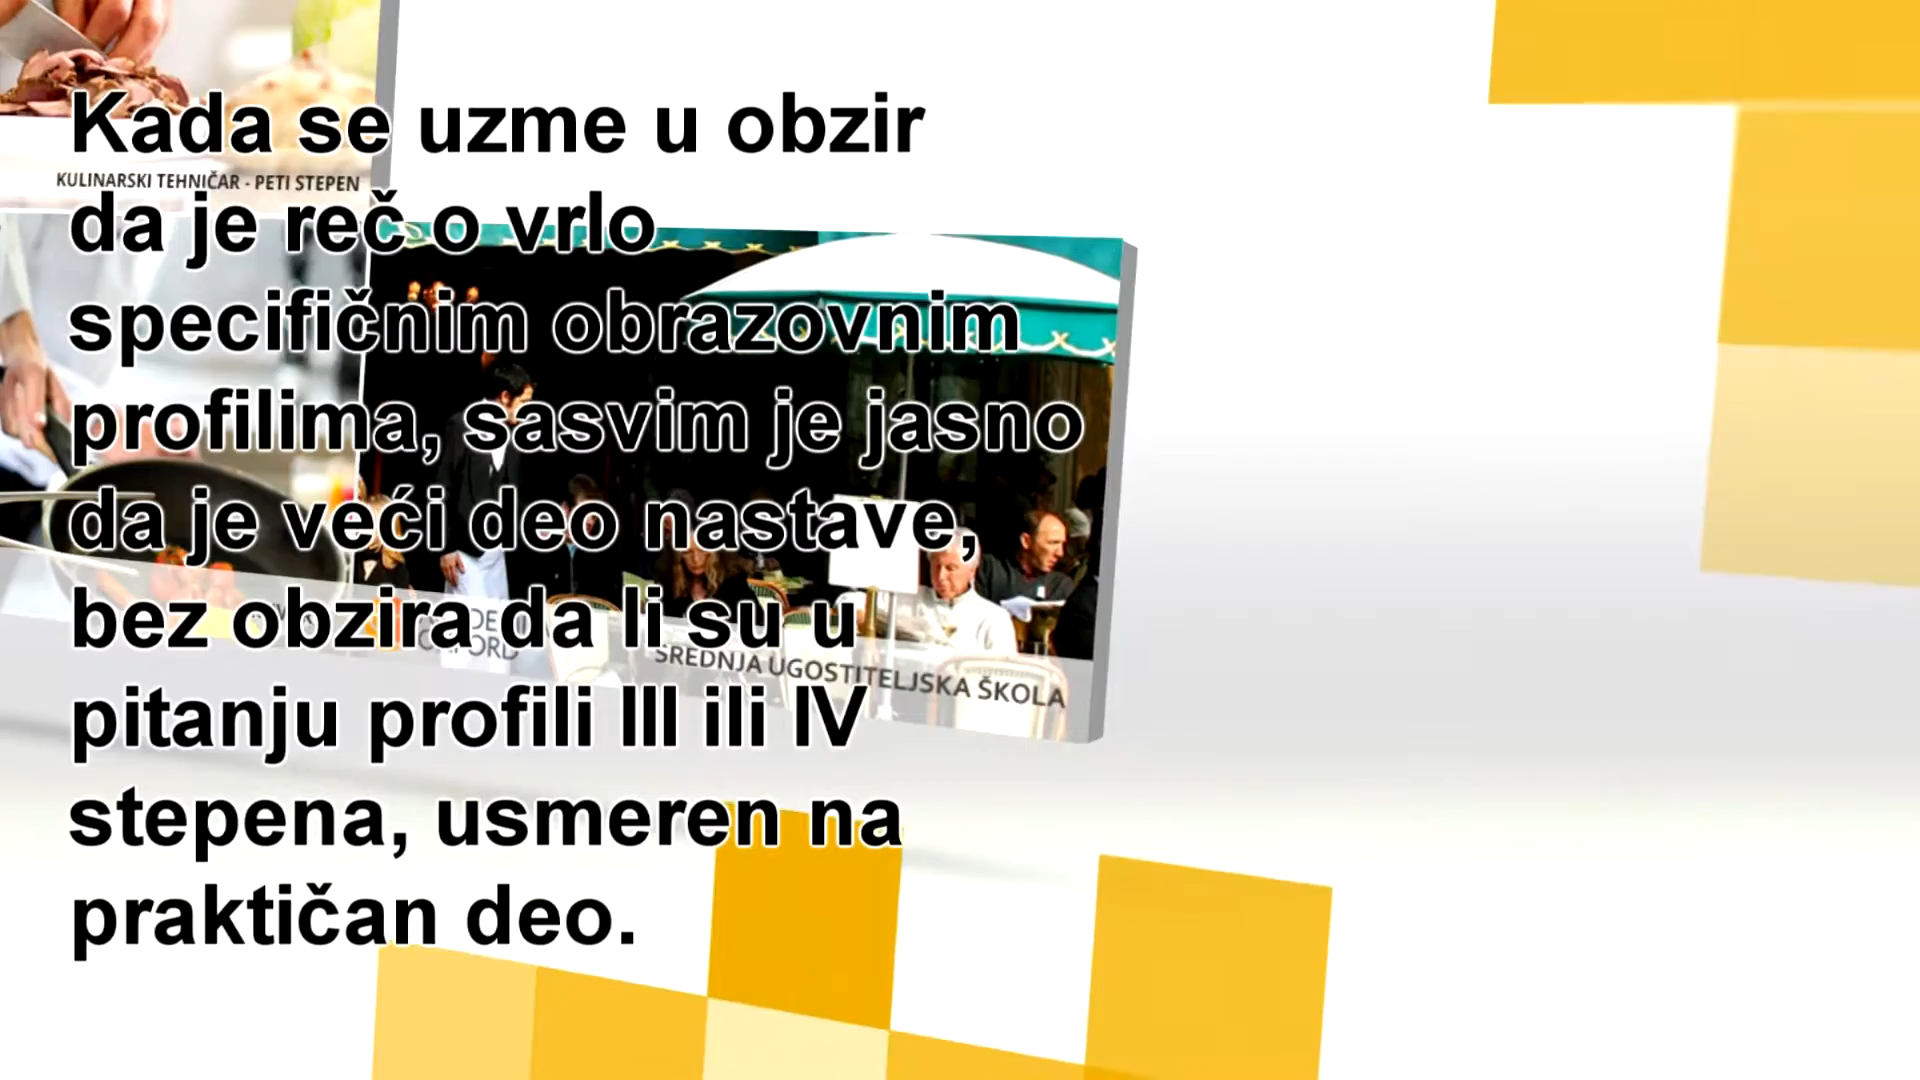 Kada se uzme u obzir
KULINARSKI TEHNIČAR - PETI STEPEN
da je reč o vrlo
specifičnim obrazovnim
profilima, sasvim je jasno
da je veći deo nastave,
bez obzira da li su u
SREDNJA UGOSTITELJSKA ŠKOLA
pitanju profili III ili IV
stepena, usmeren na
praktičan deo.